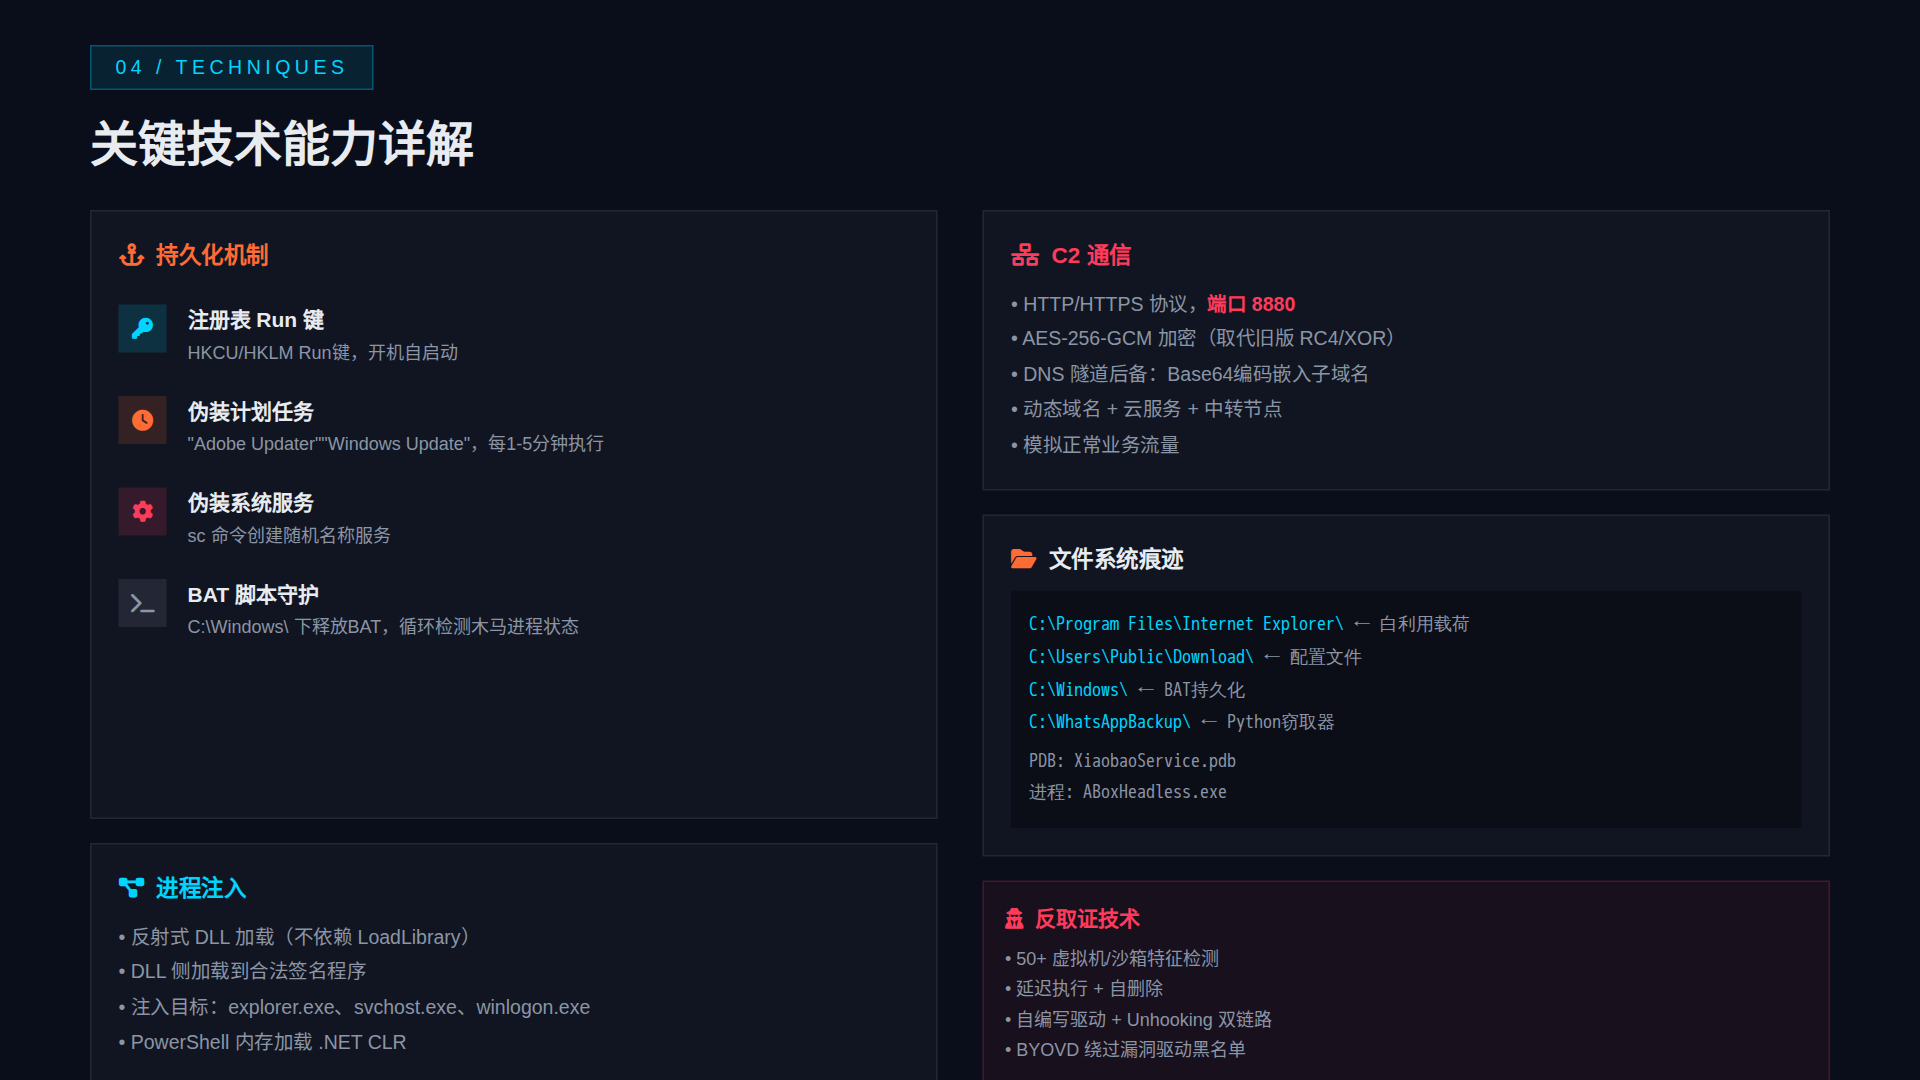 04 / TECHNIQUES
关键技术能力详解
持久化机制
注册表 Run 键
HKCU/HKLM Run键，开机自启动
伪装计划任务
"Adobe Updater""Windows Update"，每1-5分钟执行
伪装系统服务
sc 命令创建随机名称服务
BAT 脚本守护
C:\Windows\ 下释放BAT，循环检测木马进程状态
进程注入
• 反射式 DLL 加载（不依赖 LoadLibrary）
• DLL 侧加载到合法签名程序
• 注入目标：explorer.exe、svchost.exe、winlogon.exe
• PowerShell 内存加载 .NET CLR
C2 通信
• HTTP/HTTPS 协议，端口 8880
• AES-256-GCM 加密（取代旧版 RC4/XOR）
• DNS 隧道后备：Base64编码嵌入子域名
• 动态域名 + 云服务 + 中转节点
• 模拟正常业务流量
文件系统痕迹
C:\Program Files\Internet Explorer\ ← 白利用载荷
C:\Users\Public\Download\ ← 配置文件
C:\Windows\ ← BAT持久化
C:\WhatsAppBackup\ ← Python窃取器
PDB: XiaobaoService.pdb
进程: ABoxHeadless.exe
反取证技术
• 50+ 虚拟机/沙箱特征检测
• 延迟执行 + 自删除
• 自编写驱动 + Unhooking 双链路
• BYOVD 绕过漏洞驱动黑名单